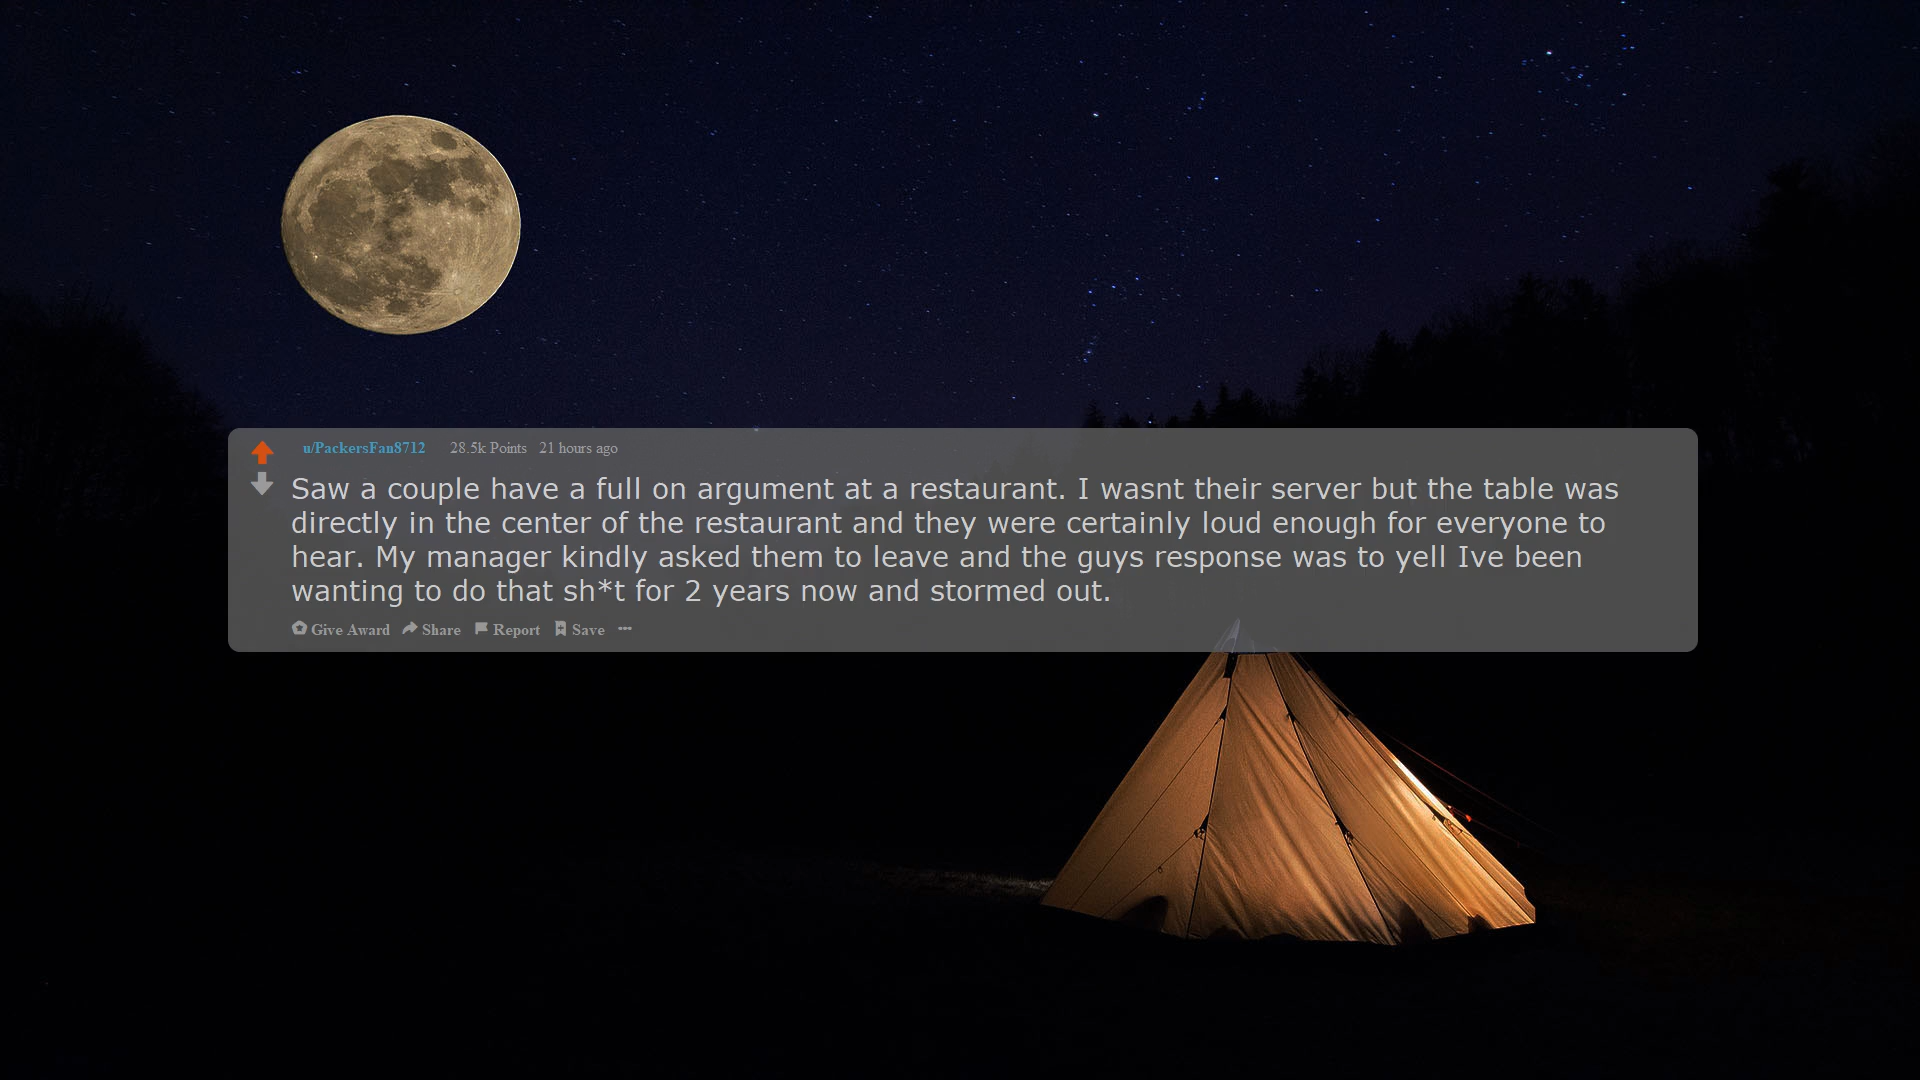 u/PackersFan8712 28.5k Points 21 hours ago
Saw a couple have a full on argument at a restaurant. I wasnt their server but the table was
directly in the center of the restaurant and they were certainly loud enough for everyone to
hear. My manager kindly asked them to leave and the guys response was to yell Ive been
wanting to do that sh*t for 2 years now and stormed out.
Give Award Share Report Save